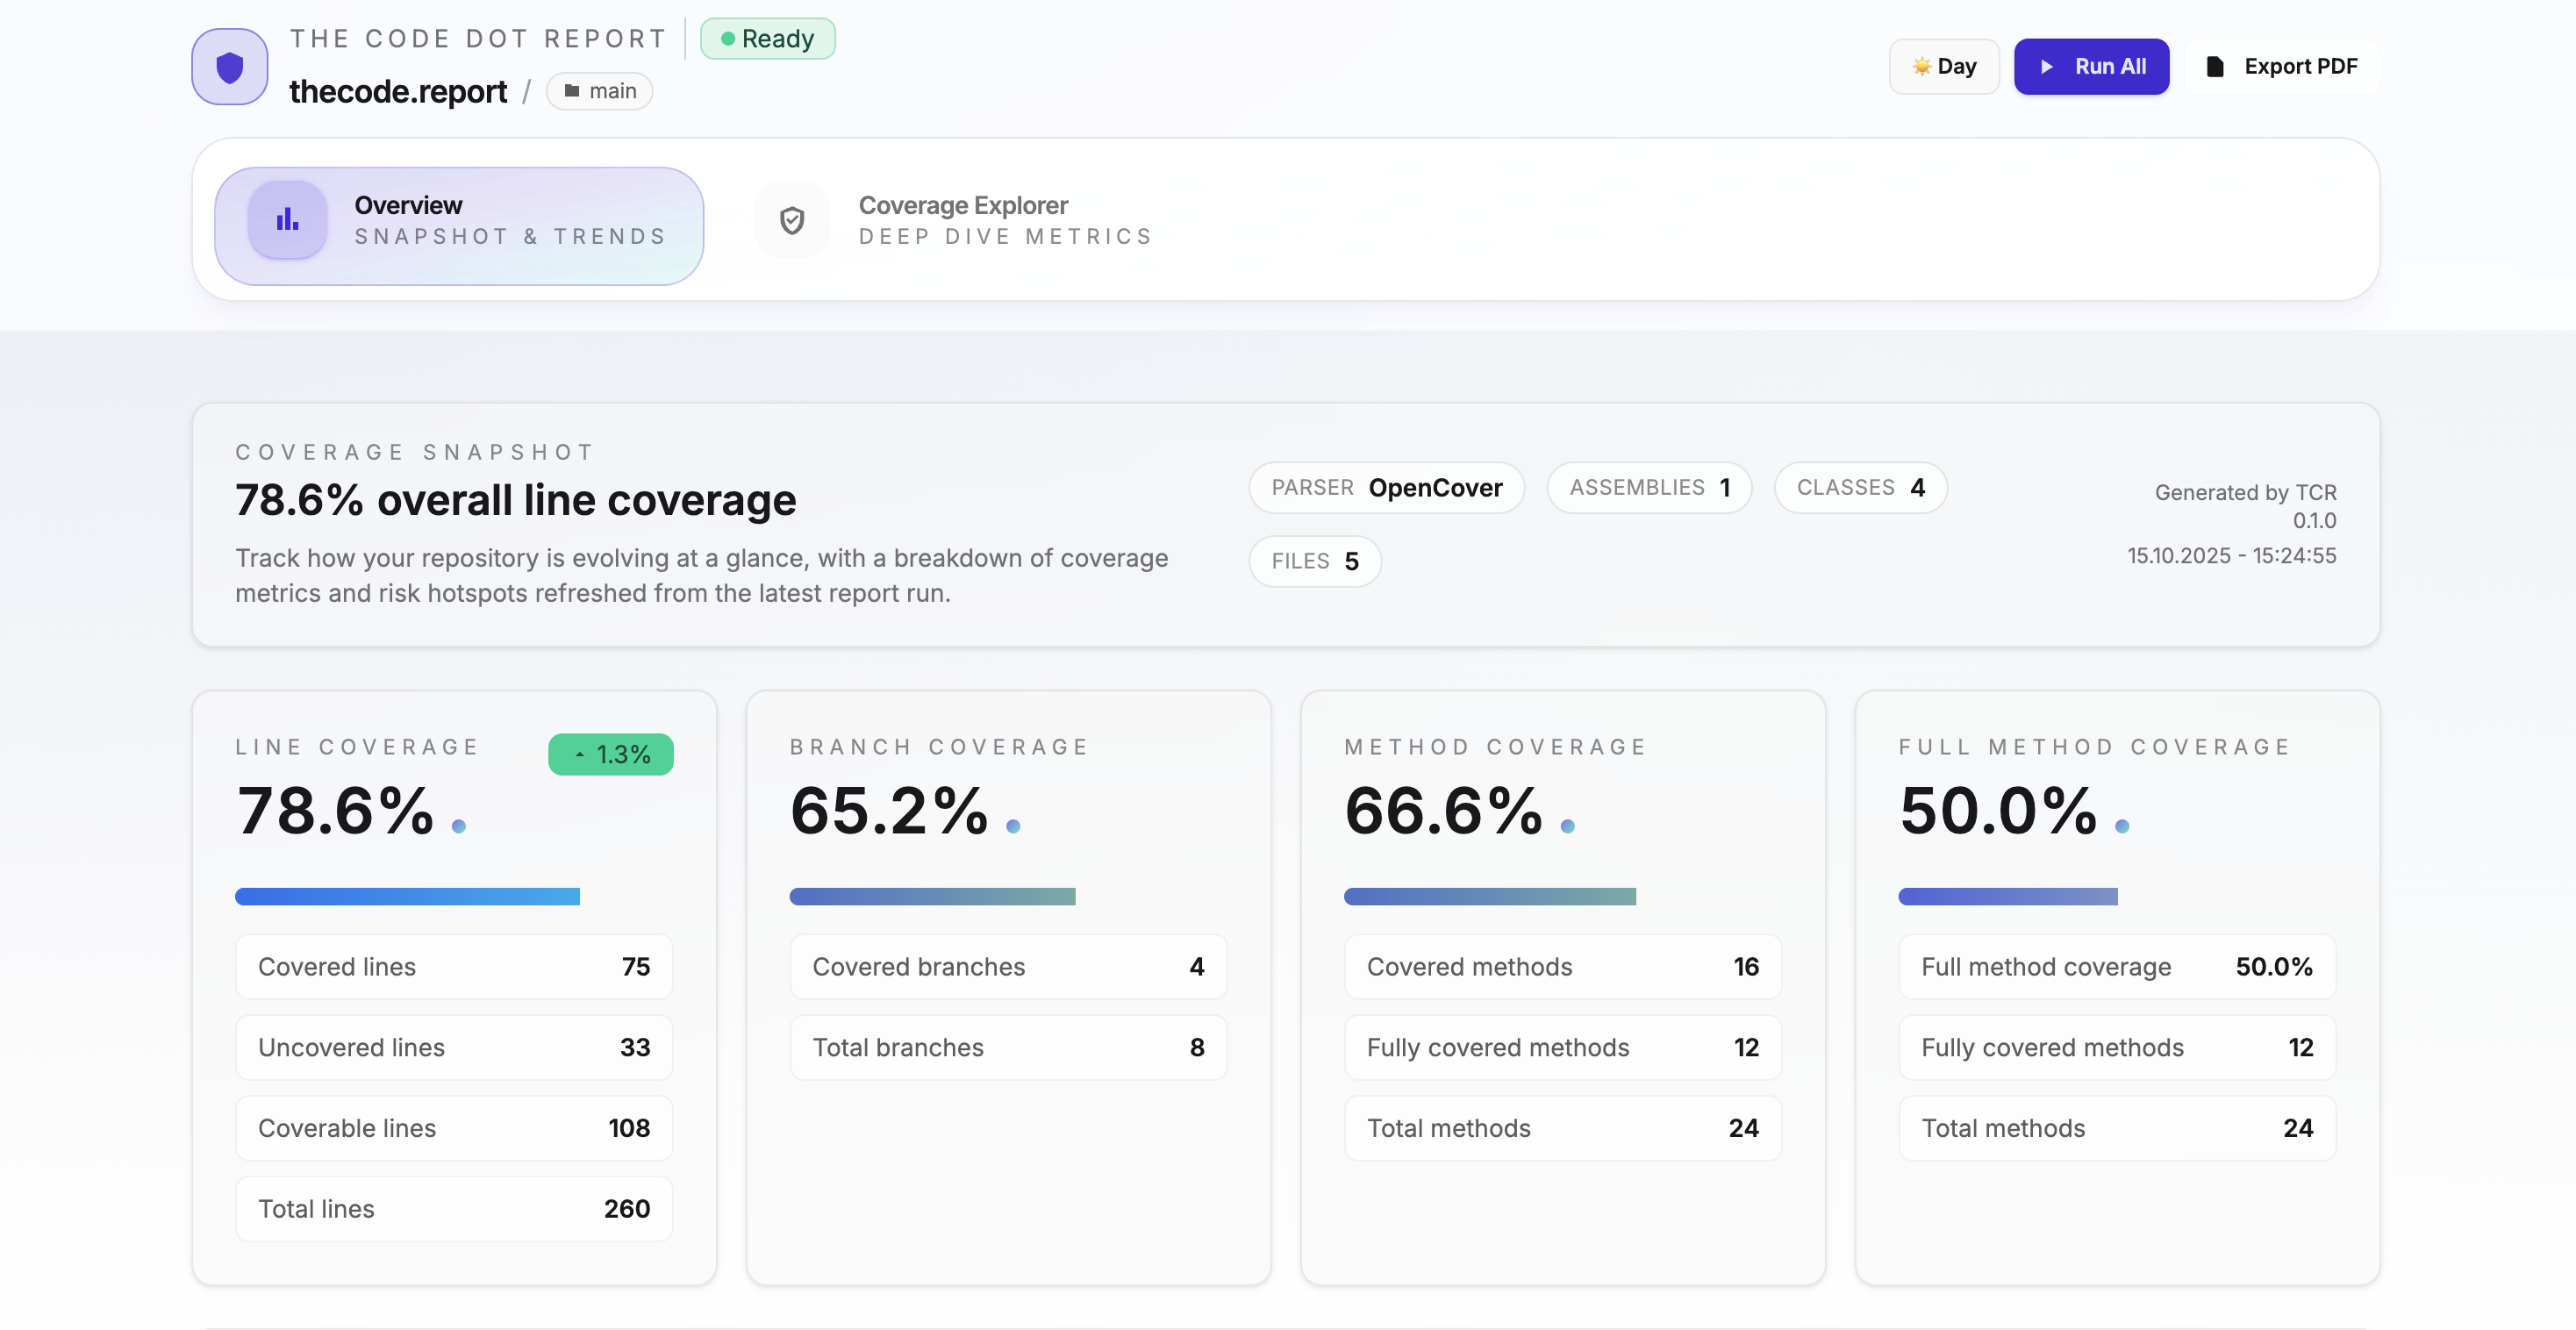 THE CODE DOT REPORT
Ready
thecode.report / main
Day
Run All
Export PDF
Overview
SNAPSHOT & TRENDS
Coverage Explorer
DEEP DIVE METRICS
COVERAGE SNAPSHOT
78.6% overall line coverage
Track how your repository is evolving at a glance, with a breakdown of coverage
metrics and risk hotspots refreshed from the latest report run.
PARSER OpenCover
ASSEMBLIES 1
CLASSES 4
FILES 5
Generated by TCR
0.1.0
15.10.2025 - 15:24:55
LINE COVERAGE
1.3%
78.6%
Covered lines 75
Uncovered lines 33
Coverable lines 108
Total lines 260
BRANCH COVERAGE
65.2%
Covered branches 4
Total branches 8
METHOD COVERAGE
66.6%
Covered methods 16
Fully covered methods 12
Total methods 24
FULL METHOD COVERAGE
50.0%
Full method coverage 50.0%
Fully covered methods 12
Total methods 24